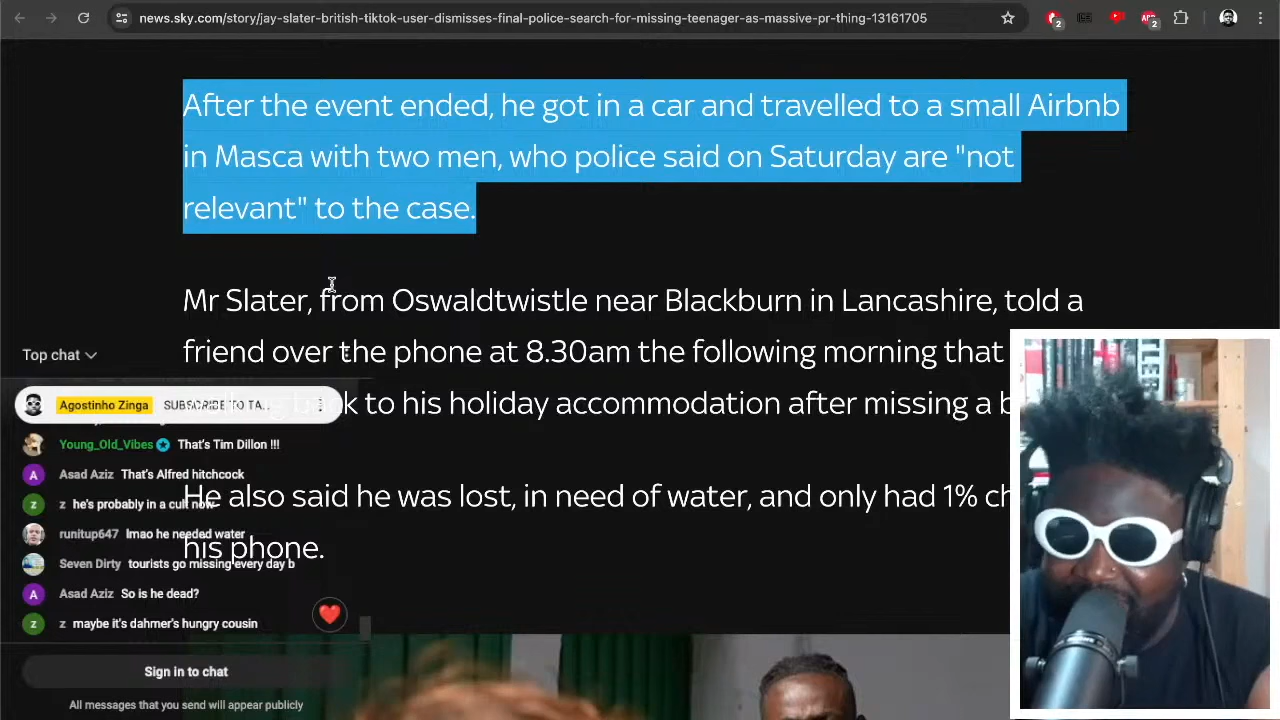 news.sky.com/story/jay-slater-british-tiktok-user-dismisses-final-police-search-for-missing-teenager-as-massive-pr-thing-13161705
2
2
After the event ended, he got in a car and travelled to a small Airbnb
in Masca with two men, who police said on Saturday are "not
relevant" to the case.
Mr Slater, from Oswaldtwistle near Blackburn in Lancashire, told a
friend over the phone at 8.30am the following morning that
to his holiday accommodation after missing a b
He also said he was lost, in need of water, and only had 1% ch
his phone.
Top chat
Agostinho Zinga SUBSCRIBE TO TA...
Young_Old_Vibes That's Tim Dillon !!!
Asad Aziz That's Alfred hitchcock
z he's probably in a cult now
runitup647 lmao he needed water
Seven Dirty tourists go missing every day b
Asad Aziz So is he dead?
z maybe it's dahmer's hungry cousin
Sign in to chat
All messages that you send will appear publicly